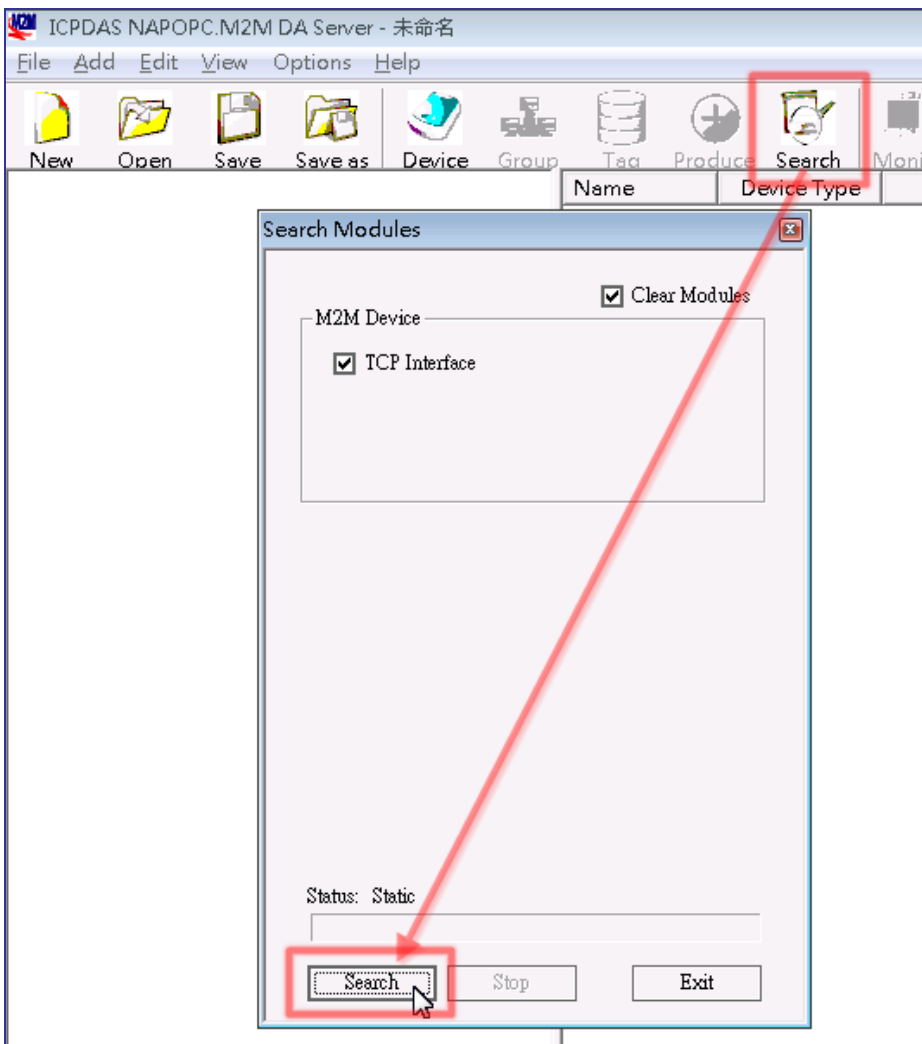 ICPDAS NAPOPC.M2M DA Server - 未命名
File Add Edit View Options Help
New Open Save Save as Device Group Tag Produce Search Moni
Name Device Type
Search Modules
Clear Modules
M2M Device
TCP Interface
Status: Static
Search Stop Exit